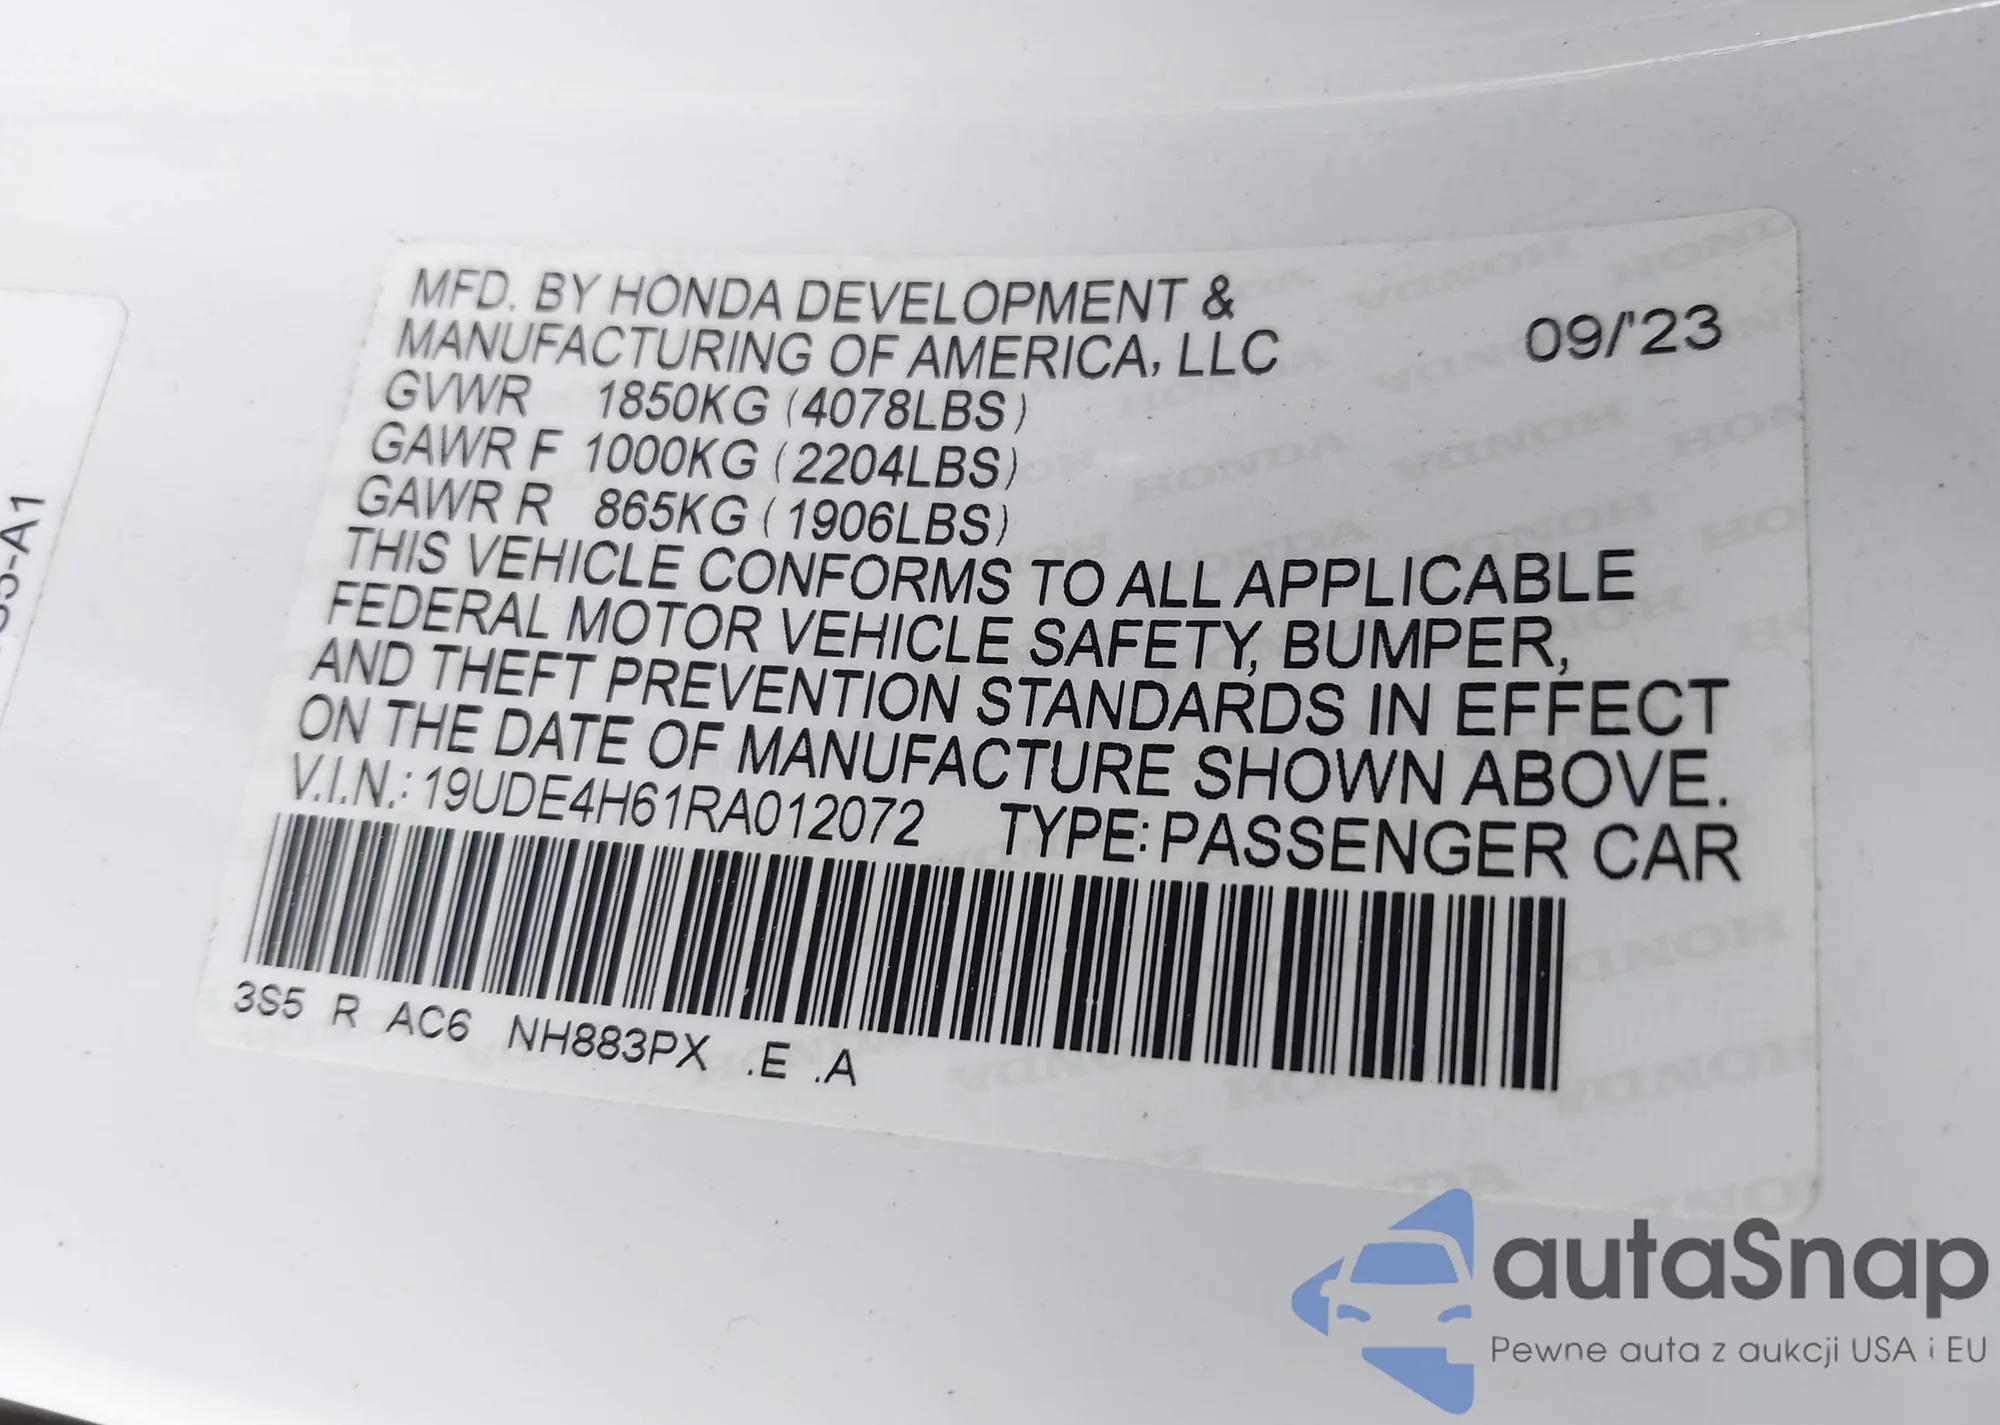 MFD. BY HONDA DEVELOPMENT &
MANUFACTURING OF AMERICA, LLC
09/'23
GVWR 1850KG (4078LBS)
GAWR F 1000KG (2204LBS)
GAWR R 865KG (1906LBS)
THIS VEHICLE CONFORMS TO ALL APPLICABLE
FEDERAL MOTOR VEHICLE SAFETY, BUMPER,
AND THEFT PREVENTION STANDARDS IN EFFECT
ON THE DATE OF MANUFACTURE SHOWN ABOVE.
V.I.N.: 19UDE4H61RA012072 TYPE: PASSENGER CAR
3S5 R AC6 NH883PX .E .A
autaSnap
Pewne auta z aukcji USA i EU